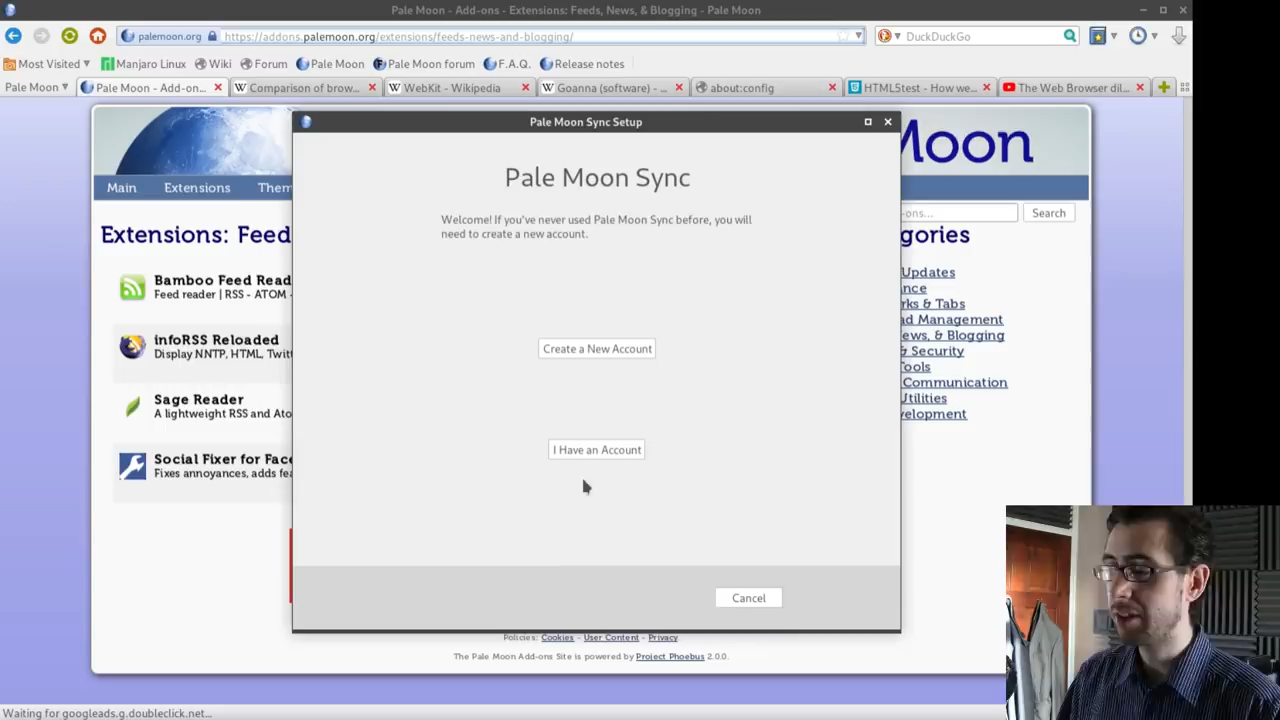 Pale Moon - Add-ons - Extensions: Feeds, News, & Blogging - Pale Moon
palemoon.org https://addons.palemoon.org/extensions/feeds-news-and-blogging/ DuckDuckGo
Most Visited Manjaro Linux Wiki Forum Pale Moon Pale Moon forum F.A.Q. Release notes
Pale Moon Pale Moon - Add-on... Comparison of brow... WebKit - Wikipedia Goanna (software) - ... about:config HTML5test - How we... The Web Browser dil...
Pale Moon Sync Setup
Moon
Main Extensions Them
ons... Search
Pale Moon Sync
Welcome! If you've never used Pale Moon Sync before, you will
need to create a new account.
Create a New Account
I Have an Account
Cancel
Extensions: Feed
Bamboo Feed Read
Feed reader | RSS - ATOM -
infoRSS Reloaded
Display NNTP, HTML, Twitt
Sage Reader
A lightweight RSS and Ato
Social Fixer for Face
Fixes annoyances, adds fea
gories
Updates
nce
rks & Tabs
ad Management
ews, & Blogging
& Security
Tools
Communication
Utilities
velopment
Policies: Cookies - User Content - Privacy
The Pale Moon Add-ons Site is powered by Project Phoebus 2.0.0.
Waiting for googleads.g.doubleclick.net...